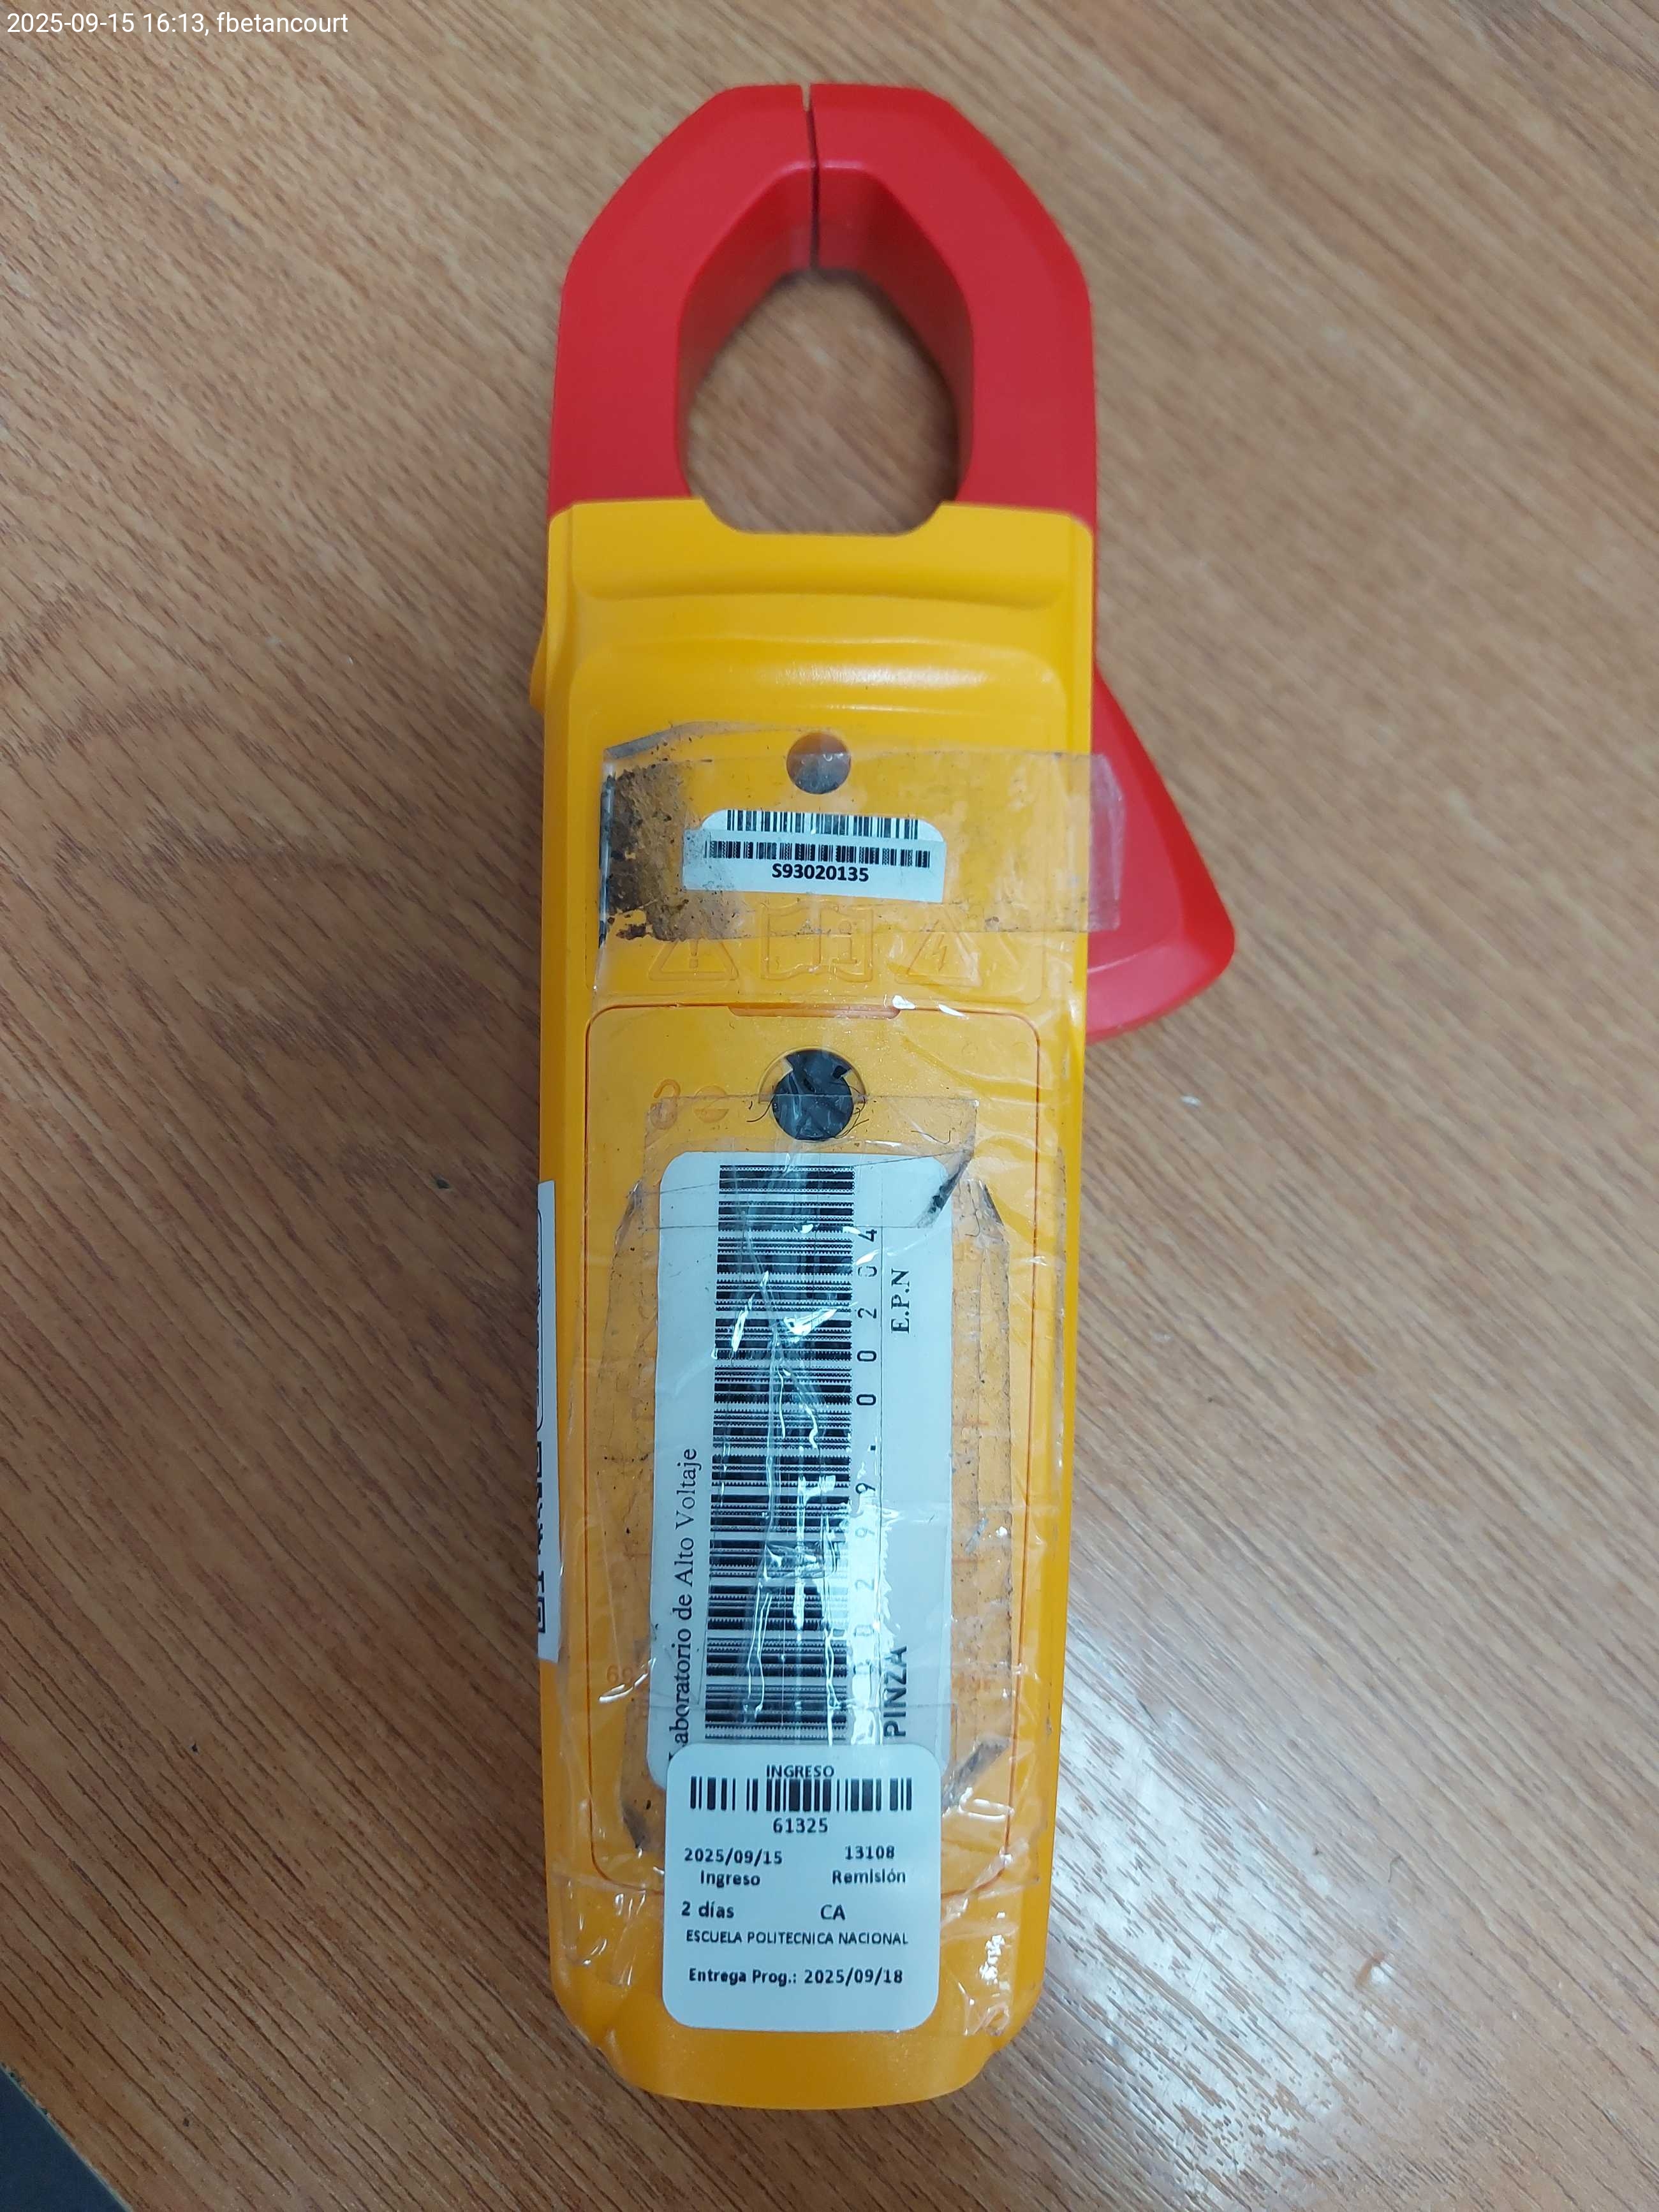 2025-09-15 16:13, fbetancourt
S93020135
Laboratorio de Alto Voltaje
E.P.N
PINZA
INGRESO
61325
2025/09/15 13108
Ingreso Remisión
2 días CA
ESCUELA POLITECNICA NACIONAL
Entrega Prog.: 2025/09/18